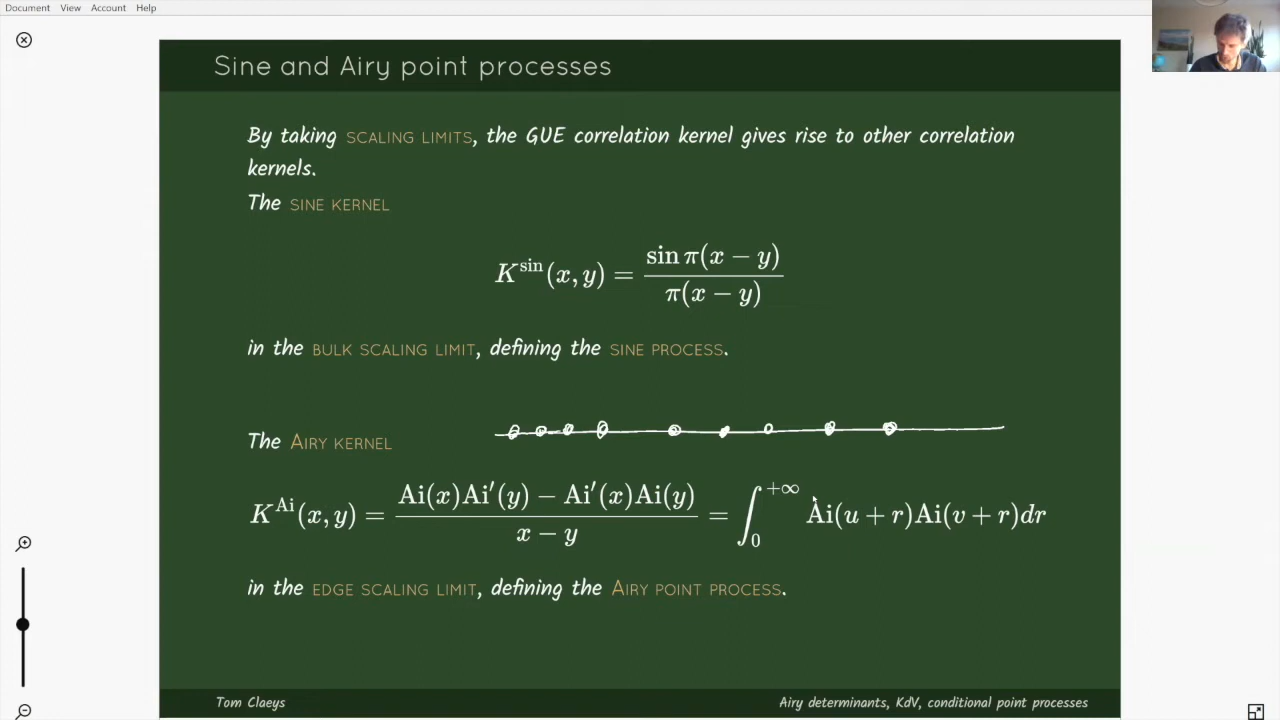 Document View Account Help
Sine and Airy point processes
By taking SCALING LIMITS, the GUE correlation kernel gives rise to other correlation
kernels.
The SINE KERNEL
K^{sin}(x, y) = \frac{sin π(x − y)}{π(x − y)}
in the BULK SCALING LIMIT, defining the SINE PROCESS.
The AIRY KERNEL
K^{Ai}(x, y) = \frac{Ai(x)Ai′(y) − Ai′(x)Ai(y)}{x − y} = ∫_0^{+∞} Ai(u + r)Ai(v + r)dr
in the EDGE SCALING LIMIT, defining the AIRY POINT PROCESS.
Tom Claeys
Airy determinants, KdV, conditional point processes